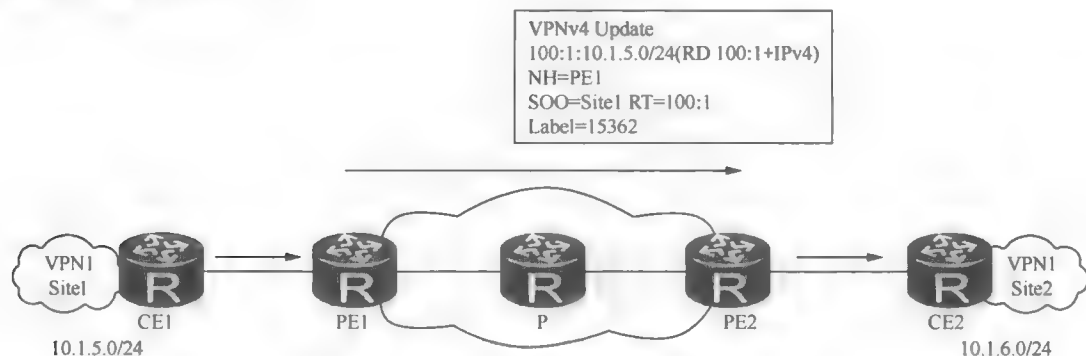 VPNv4 Update
100:1:10.1.5.0/24(RD 100:1+IPv4)
NH=PE1
SOO=Site1 RT=100:1
Label=15362
VPN1
Site1
R
R
R
R
R
VPN1
Site2
CE1
PE1
P
PE2
CE2
10.1.5.0/24
10.1.6.0/24